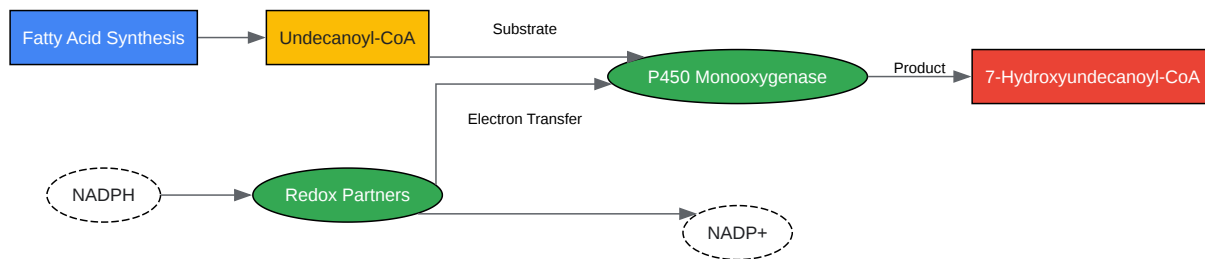 Fatty Acid Synthesis
Undecanoyl-CoA
Substrate
P450 Monooxygenase
Product
7-Hydroxyundecanoyl-CoA
Electron Transfer
NADPH
Redox Partners
NADP+